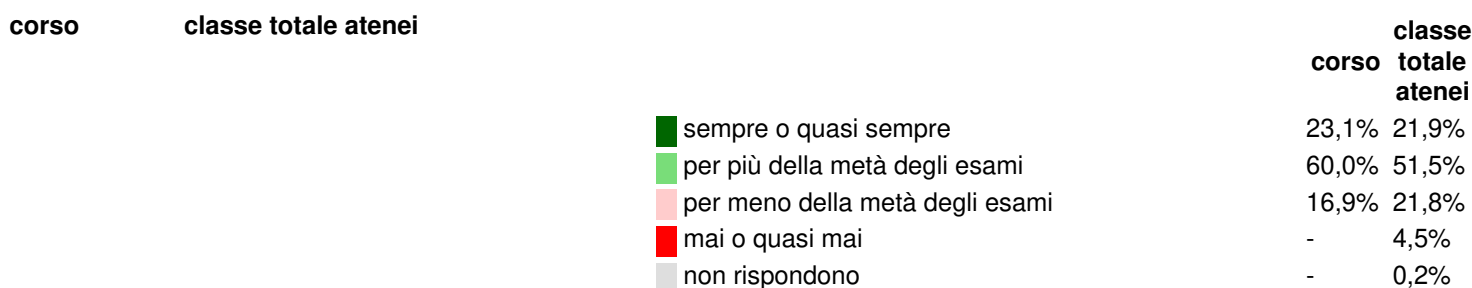 corso classe totale atenei
corso classe totale atenei
sempre o quasi sempre 23,1% 21,9%
per più della metà degli esami 60,0% 51,5%
per meno della metà degli esami 16,9% 21,8%
mai o quasi mai - 4,5%
non rispondono - 0,2%